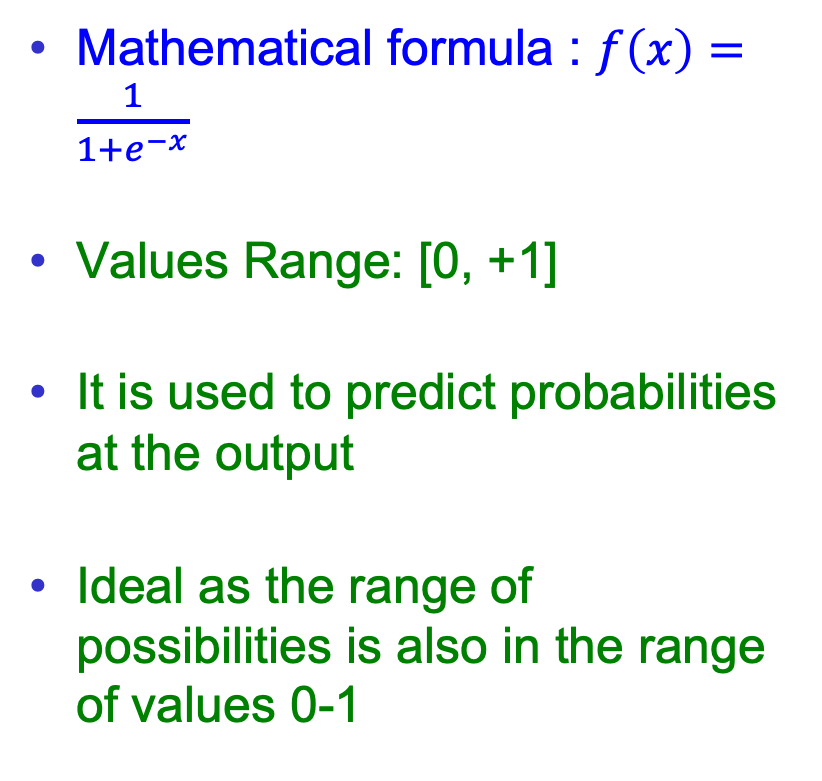 • Mathematical formula : f(x) =
1
1+e^−x
• Values Range: [0, +1]
• It is used to predict probabilities
at the output
• Ideal as the range of
possibilities is also in the range
of values 0-1